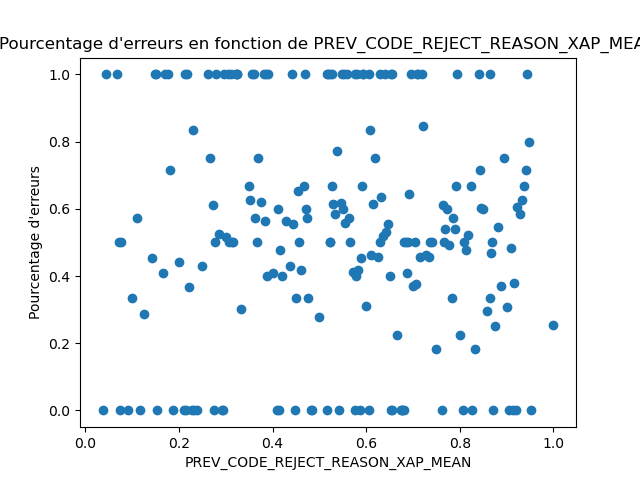 Pourcentage d'erreurs en fonction de PREV_CODE_REJECT_REASON_XAP_MEA
Pourcentage d'erreurs
1.0
0.8
0.6
0.4
0.2
0.0
0.0 0.2 0.4 0.6 0.8 1.0
PREV_CODE_REJECT_REASON_XAP_MEAN